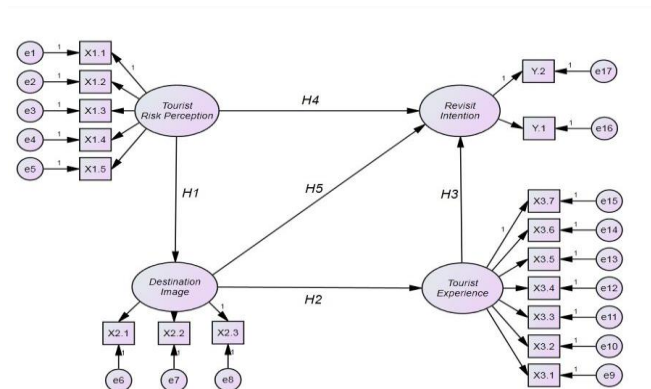 e1 1 X1.1 1
e2 1 X1.2
e3 1 X1.3
e4 1 X1.4
e5 1 X1.5
Tourist
Risk Perception
H4
Revisit
Intention
1 Y.2 1 e17
Y.1 1 e16
H1
H5
H3
Destination
Image
H2
Tourist
Experience
1 X3.7 1 e15
X3.6 1 e14
X3.5 1 e13
X3.4 1 e12
X3.3 1 e11
X3.2 1 e10
X3.1 1 e9
1
X2.1 X2.2 X2.3
1 1 1
e6 e7 e8